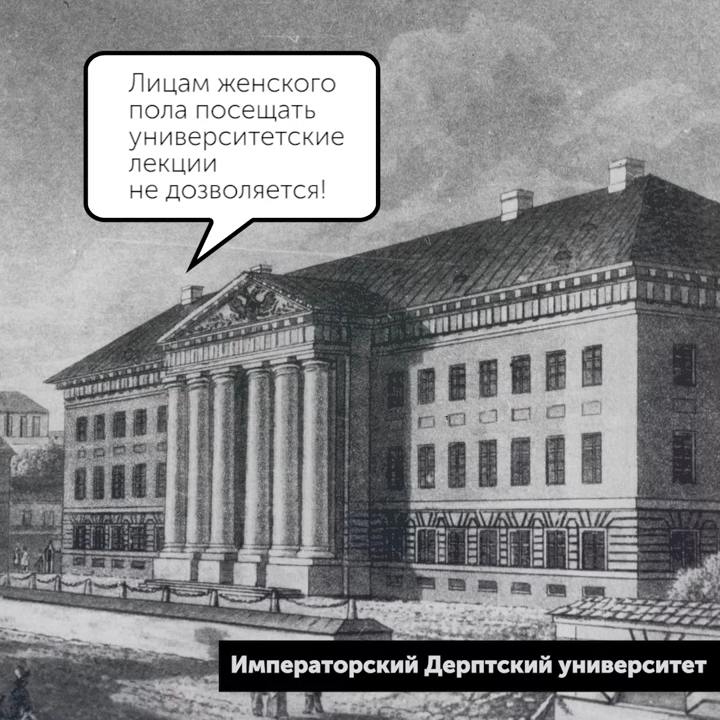 Лицам женского
пола посещать
университетские
лекции
не дозволяется!
Императорский Дерптский университет